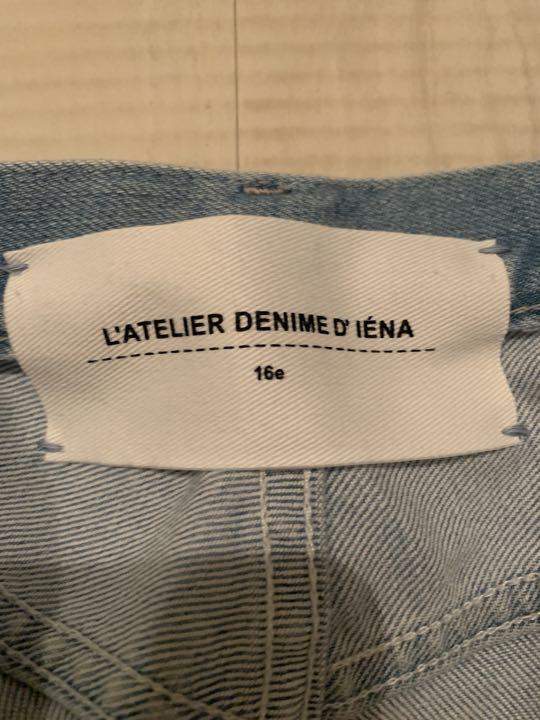 L'ATELIER DENIME D' IÉNA
16e